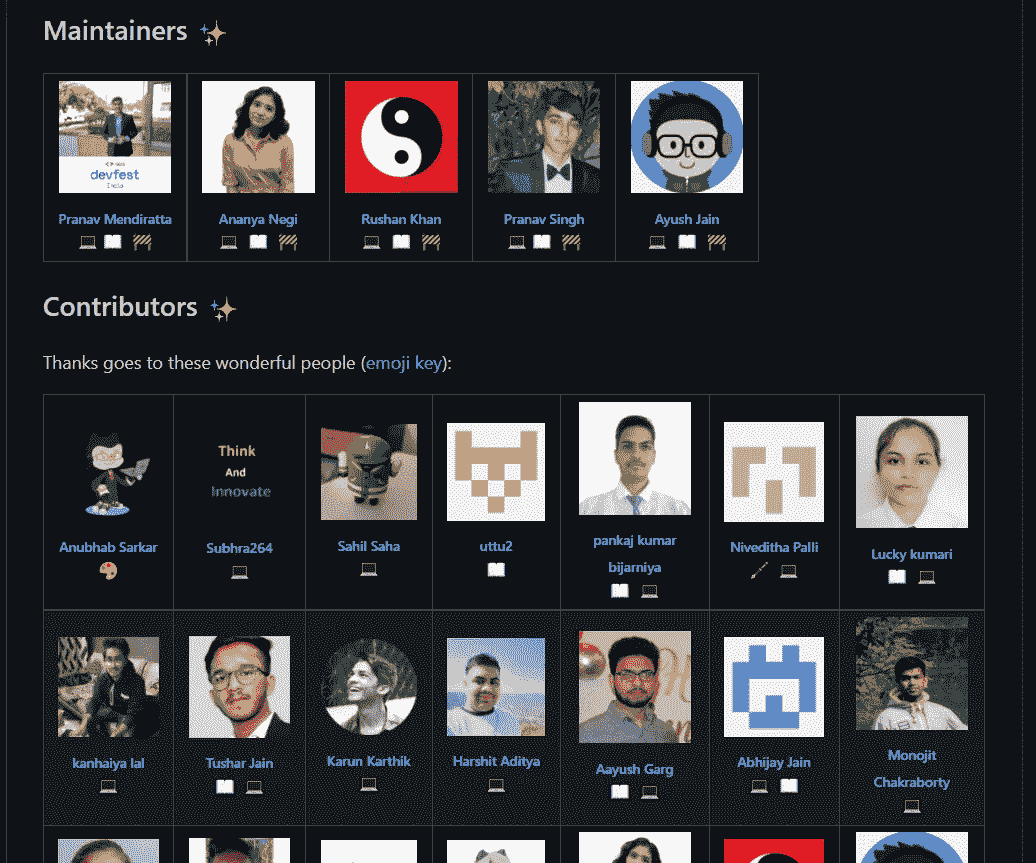 Maintainers
devfest
India
Pranav Mendiratta
Ananya Negi
Rushan Khan
Pranav Singh
Ayush Jain
Contributors
Thanks goes to these wonderful people (emoji key):
Think
And
Innovate
Anubhab Sarkar
Subhra264
Sahil Saha
uttu2
pankaj kumar
bijarniya
Niveditha Palli
Lucky kumari
kanhaiya lal
Tushar Jain
Karun Karthik
Harshit Aditya
Aayush Garg
Abhijay Jain
Monojit
Chakraborty